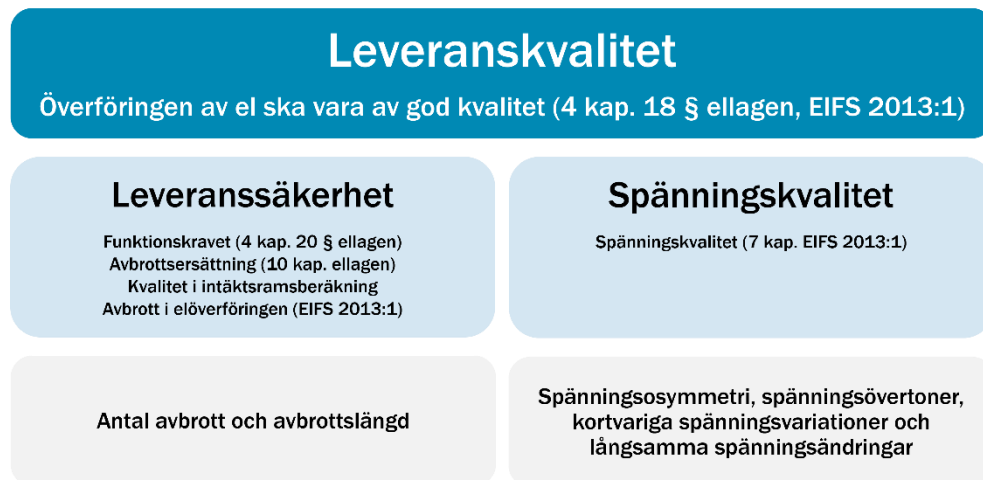 Leveranskvalitet
Överföringen av el ska vara av god kvalitet (4 kap. 18 § ellagen, EIFS 2013:1)
Leveranssäkerhet
Funktionskravet (4 kap. 20 § ellagen)
Avbrottsersättning (10 kap. ellagen)
Kvalitet i intäktsramsberäkning
Avbrott i elöverföringen (EIFS 2013:1)
Spänningskvalitet
Spänningskvalitet (7 kap. EIFS 2013:1)
Antal avbrott och avbrottslängd
Spänningsosymmetri, spänningsövertoner,
kortvariga spänningsvariationer och
långsamma spänningsändringar